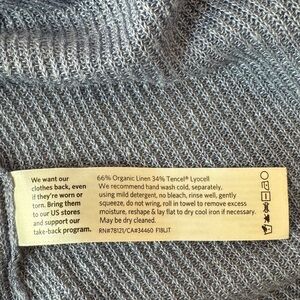 We want our
clothes back, even
if they're worn or
torn. Bring them
to our US stores
and support our
take-back program.
66% Organic Linen 34% Tencel® Lyocell
We recommend hand wash cold, separately,
using mild detergent, no bleach, rinse well, gently
squeeze, do not wring, roll in towel to remove excess
moisture, reshape & lay flat to dry cool iron if necessary.
May be dry cleaned.
RN#78121/CA#34460 F18LIT